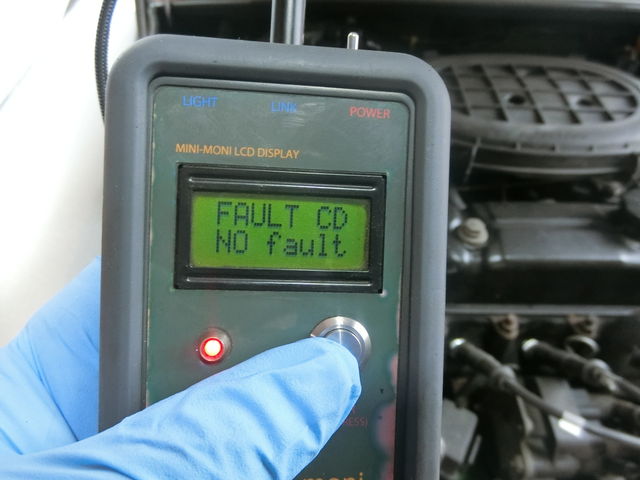 LIGHT LINK POWER
MINI-MONI LCD DISPLAY
FAULT CD
NO fault